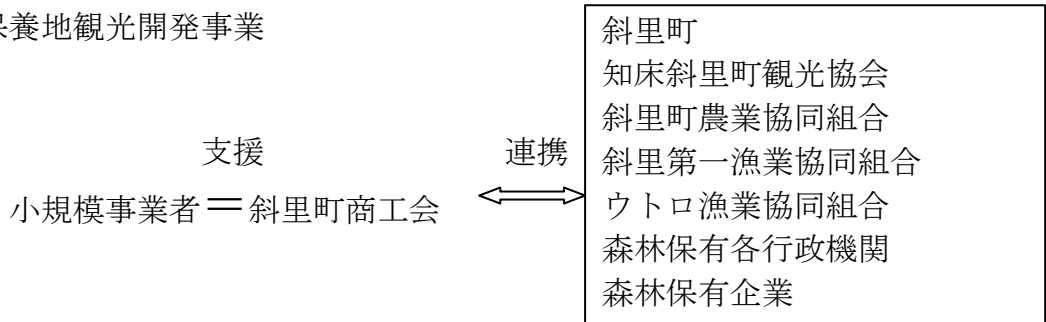 保養地観光開発事業
支援
小規模事業者＝斜里町商工会
連携
斜里町
知床斜里町観光協会
斜里町農業協同組合
斜里第一漁業協同組合
ウトロ漁業協同組合
森林保有各行政機関
森林保有企業